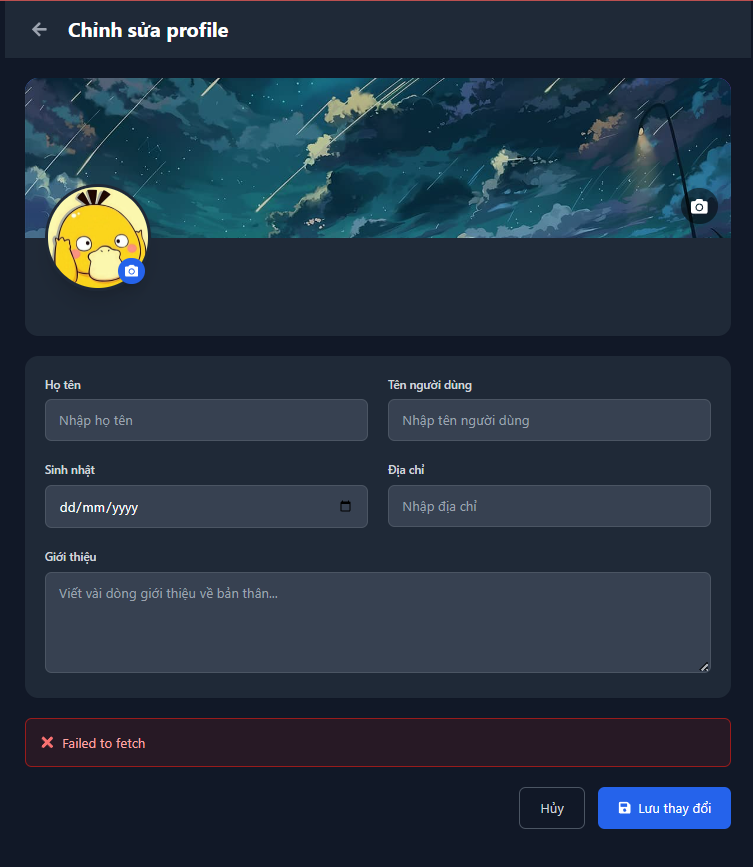 Chỉnh sửa profile
Họ tên
Tên người dùng
Nhập họ tên
Nhập tên người dùng
Sinh nhật
Địa chỉ
dd/mm/yyyy
Nhập địa chỉ
Giới thiệu
Viết vài dòng giới thiệu về bản thân...
Failed to fetch
Hủy
Lưu thay đổi